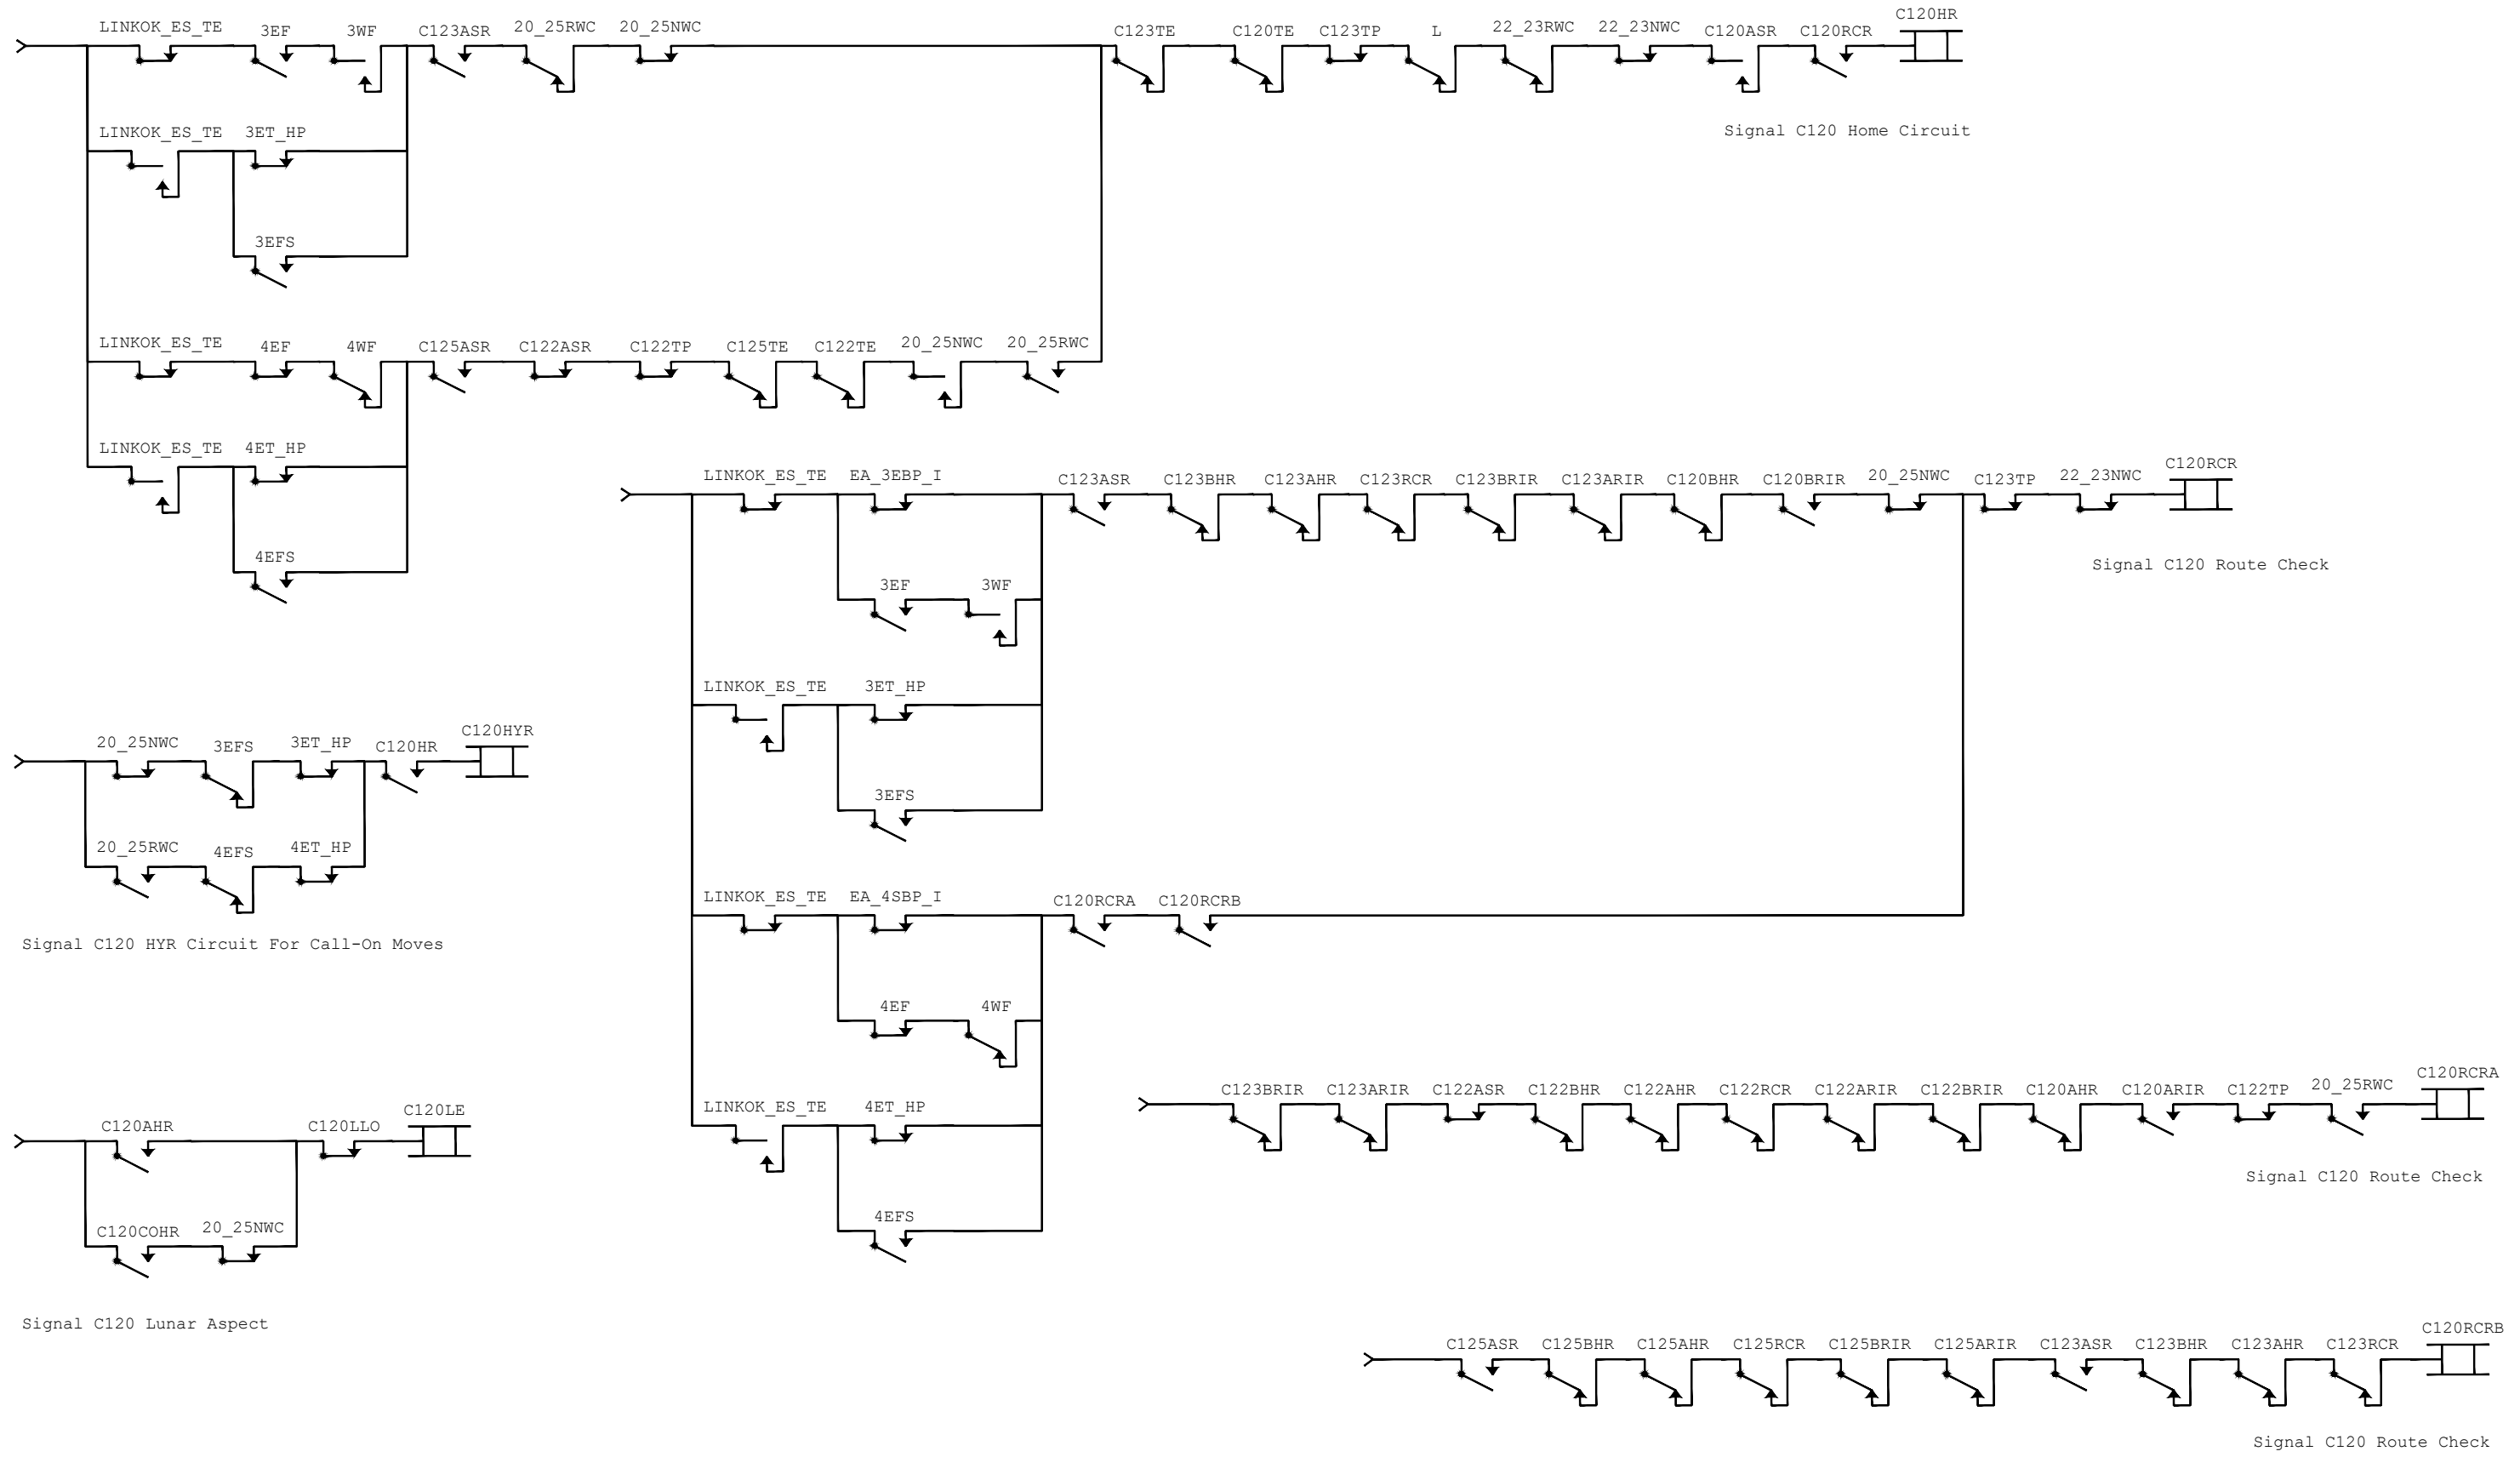 LINKOK_ES_TE 3EF 3WF C123ASR 20_25RWC 20_25NWC C123TE C120TE C123TP L 22_23RWC 22_23NWC C120ASR C120RCR C120HR
Signal C120 Home Circuit
LINKOK_ES_TE 3ET_HP
3EFS
LINKOK_ES_TE 4EF 4WF C125ASR C122ASR C122TP C125TE C122TE 20_25NWC 20_25RWC
LINKOK_ES_TE 4ET_HP
4EFS
LINKOK_ES_TE EA_3EBP_I C123ASR C123BHR C123AHR C123RCR C123BRIR C123ARIR C120BHR C120BRIR 20_25NWC C123TP 22_23NWC C120RCR
Signal C120 Route Check
3EF 3WF
LINKOK_ES_TE 3ET_HP
3EFS
20_25NWC 3EFS 3ET_HP C120HR C120HYR
20_25RWC 4EFS 4ET_HP
Signal C120 HYR Circuit For Call-On Moves
LINKOK_ES_TE EA_4SBP_I C120RCRA C120RCRB
4EF 4WF
LINKOK_ES_TE 4ET_HP
4EFS
C123BRIR C123ARIR C122ASR C122BHR C122AHR C122RCR C122ARIR C122BRIR C120AHR C120ARIR C122TP 20_25RWC C120RCRA
Signal C120 Route Check
C120AHR C120LLO C120LE
C120COHR 20_25NWC
Signal C120 Lunar Aspect
C125ASR C125BHR C125AHR C125RCR C125BRIR C125ARIR C123ASR C123BHR C123AHR C123RCR C120RCRB
Signal C120 Route Check